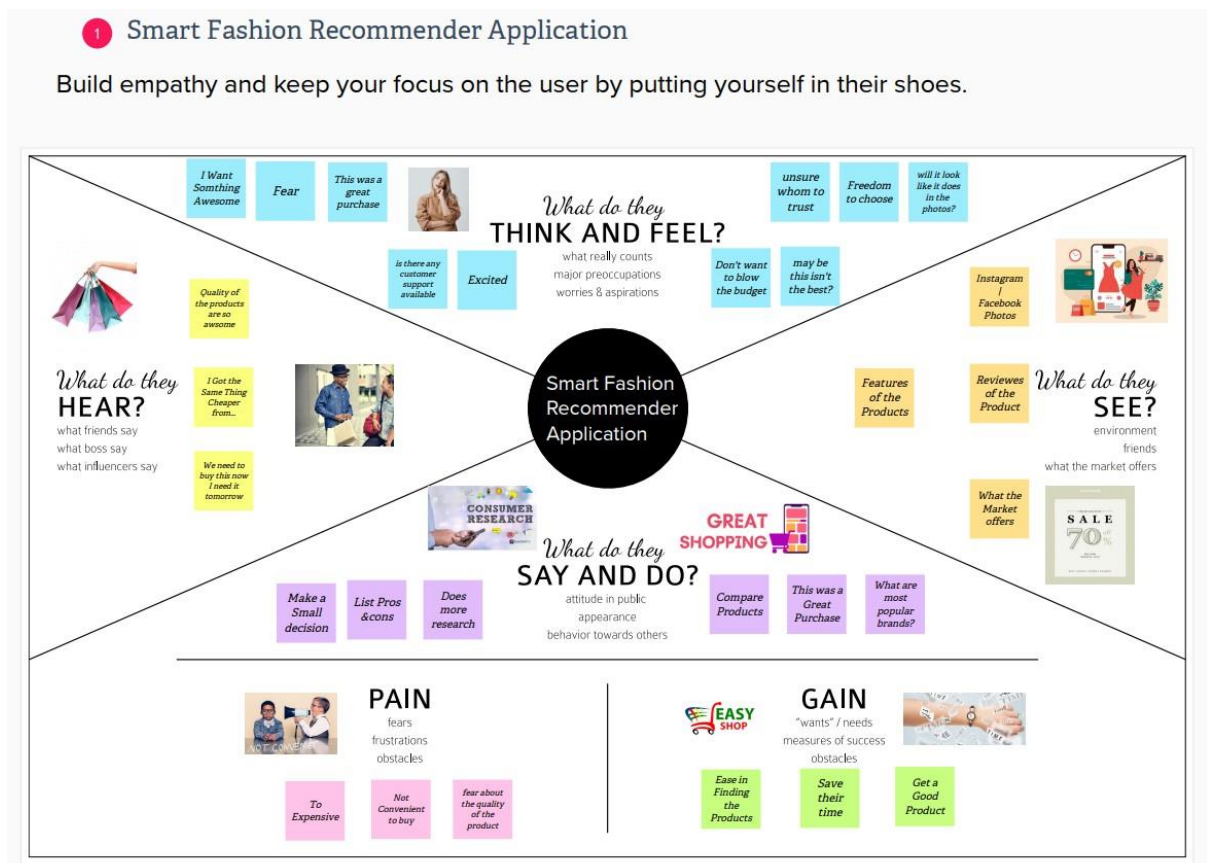 1 Smart Fashion Recommender Application
Build empathy and keep your focus on the user by putting yourself in their shoes.
I Want
Somthing
Awesome
Fear
This was a
great
purchase
is there any
customer
support
available
Excited
What do they
THINK AND FEEL?
what really counts
major preoccupations
worries & aspirations
unsure
whom to
trust
Freedom
to choose
will it look
like it does
in the
photos?
Don't want
to blow
the budget
may be
this isn't
the best?
Quality of
the products
are so
awsome
What do they
HEAR?
what friends say
what boss say
what influencers say
I Got the
Same Thing
Cheaper
from...
We need to
buy this now
I need it
tomorrow
Smart Fashion
Recommender
Application
Instagram
/
Facebook
Photos
Features
of the
Products
Reviewes
of the
Product
What do they
SEE?
environment
friends
what the market offers
What the
Market
offers
SALE
70 off
%
CONSUMER
RESEARCH
GREAT
SHOPPING
What do they
SAY AND DO?
attitude in public
appearance
behavior towards others
Make a
Small
decision
List Pros
&cons
Does
more
research
Compare
Products
This was a
Great
Purchase
What are
most
popular
brands?
PAIN
fears
frustrations
obstacles
To
Expensive
Not
Convenient
to buy
fear about
the quality
of the
product
EASY
SHOP
GAIN
"wants" / needs
measures of success
obstacles
TIME
Ease in
Finding
the
Products
Save
their
time
Get a
Good
Product